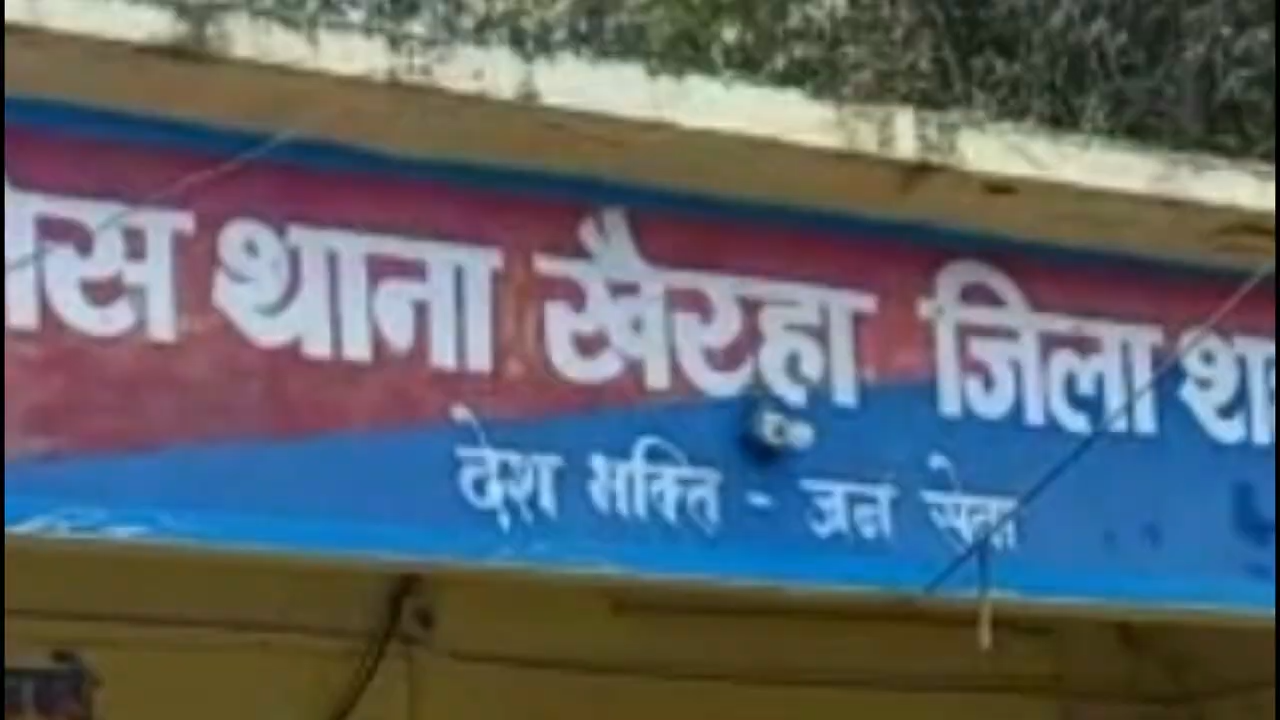 थाना खैरहा जिला
देश भक्ति - जन सेवा